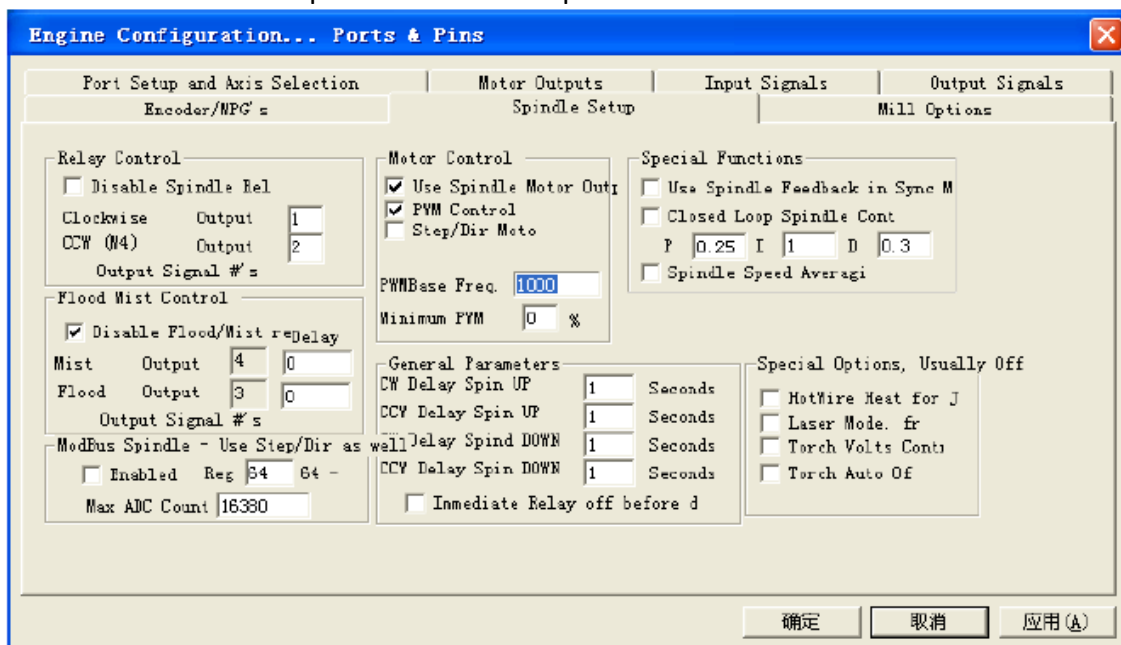 Engine Configuration... Ports & Pins
Port Setup and Axis Selection
Motor Outputs
Input Signals
Output Signals
Encoder/MPG's
Spindle Setup
Mill Options
Relay Control
Disable Spindle Rel
Clockwise Output 1
CCW (M4) Output 2
Output Signal #'s
Flood Mist Control
Disable Flood/Mist re
Delay
Mist Output 4 0
Flood Output 3 0
Output Signal #'s
ModBus Spindle - Use Step/Dir as well
Enabled Reg 64 64 -
Max ADC Count 16380
Motor Control
Use Spindle Motor Outp
PWM Control
Step/Dir Moto
PWMBase Freq. 1000
Minimum PWM 0 %
General Parameters
CW Delay Spin UP 1 Seconds
CCW Delay Spin UP 1 Seconds
Delay Spind DOWN 1 Seconds
CCW Delay Spin DOWN 1 Seconds
Immediate Relay off before d
Special Functions
Use Spindle Feedback in Sync M
Closed Loop Spindle Cont
P 0.25 I 1 D 0.3
Spindle Speed Averagi
Special Options, Usually Off
HotWire Heat for J
Laser Mode. fr
Torch Volts Cont
Torch Auto Of
确定
取消
应用(A)